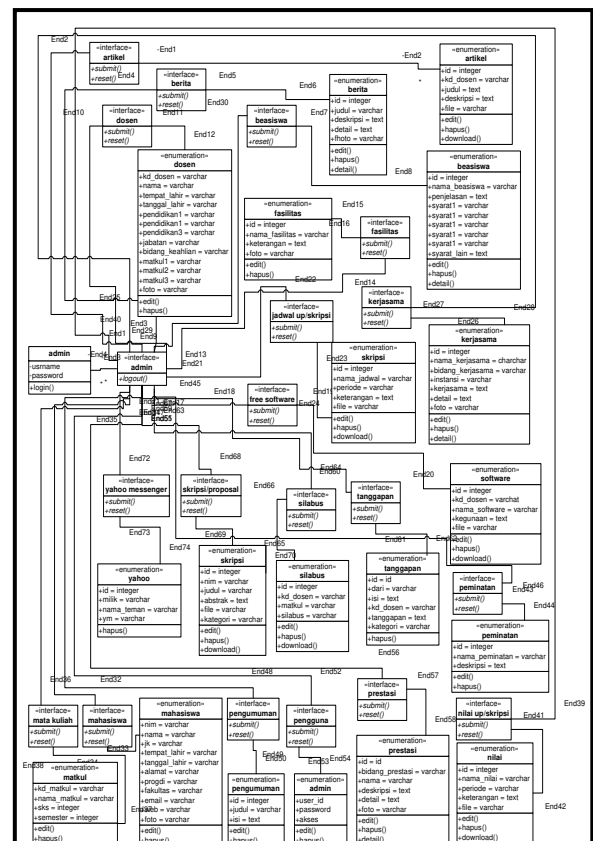 End2
«interface»
artikel
+submit()
+reset()
-End1
End4
-End2
*
«enumeration»
artikel
+id = integer
+kd_dosen = varchar
+judul = text
+deskripsi = text
+file = varchar
+edit()
+hapus()
+download()
«interface»
berita
+submit()
+reset()
End5
End30
End6
«enumeration»
berita
+id = integer
+judul = varchar
+deskripsi = text
+detail = text
+fhoto = varchar
+edit()
+hapus()
+detail()
End10
End11
«interface»
dosen
+submit()
+reset()
End12
«interface»
beasiswa
+submit()
+reset()
End7
End8
«enumeration»
dosen
+kd_dosen = varchar
+nama = varchar
+tempat_lahir = varchar
+tanggal_lahir = varchar
+pendidikan1 = varchar
+pendidikan1 = varchar
+pendidikan3 = varchar
+jabatan = varchar
+bidang_keahlian = varchar
+matkul1 = varchar
+matkul2 = varchar
+matkul3 = varchar
+foto = varchar
+edit()
+hapus()
«enumeration»
beasiswa
+id = integer
+nama_beasiswa = varchar
+penjelasan = text
+syarat1 = varchar
+syarat1 = varchar
+syarat1 = varchar
+syarat1 = varchar
+syarat1 = varchar
+syarat_lain = text
+edit()
+hapus()
+detail()
«enumeration»
fasilitas
+id = integer
+nama_fasilitas = varchar
+keterangan = text
+foto = varchar
+edit()
+hapus()
End15
End16
«interface»
fasilitas
+submit()
+reset()
End22
End14
«interface»
jadwal up/skripsi
+submit()
+reset()
«interface»
kerjasama
+submit()
+reset()
End27
End26
«enumeration»
kerjasama
+id = integer
+nama_kerjasama = charchar
+bidang_kerjasama = varchar
+instansi = varchar
+kerjasama = text
+detail = text
+foto = varchar
+edit()
+hapus()
+detail()
End25
End40
End1
End3
End29
End9
admin
-usrname
-password
+login()
«interface»
admin
+logout()
End13
End21
End45
End23
«enumeration»
skripsi
+id = integer
+nama_jadwal = varchar
+periode = varchar
+keterangan = text
+file = varchar
+edit()
+hapus()
+download()
End18
«interface»
free software
+submit()
+reset()
End24
End35
End72
End68
End66
End20
«interface»
yahoo messenger
+submit()
+reset()
«interface»
skripsi/proposal
+submit()
+reset()
«interface»
silabus
+submit()
+reset()
«interface»
tanggapan
+submit()
+reset()
«enumeration»
software
+id = integer
+kd_dosen = varchat
+nama_software = varchar
+kegunaan = text
+file = varchar
+edit()
+hapus()
+download()
End73
End74
End69
End65
End70
End61
«enumeration»
yahoo
+id = integer
+milik = varchar
+nama_teman = varchar
+ym = varchar
+hapus()
«enumeration»
skripsi
+id = integer
+nim = varchar
+judul = varchar
+abstrak = text
+file = varchar
+kategori = varchar
+edit()
+hapus()
+download()
«enumeration»
silabus
+id = integer
+kd_dosen = varchar
+matkul = varchar
+silabus = varchar
+edit()
+hapus()
+download()
«enumeration»
tanggapan
+id = id
+dari = varchar
+isi = text
+kd_dosen = varchar
+tanggapan = text
+kategori = varchar
+edit()
+hapus()
End56
«interface»
peminatan
+submit()
+reset()
End46
End43
End44
«enumeration»
peminatan
+id = integer
+nama_peminatan = varchar
+deskripsi = text
+edit()
+hapus()
End36
End32
End48
End52
End57
End39
«interface»
prestasi
+submit()
+reset()
End58
«interface»
mata kuliah
+submit()
+reset()
«interface»
mahasiswa
+submit()
+reset()
End33
End38
«enumeration»
mahasiswa
+nim = varchar
+nama = varchar
+jk = varchar
+tempat_lahir = varchar
+tanggal_lahir = varchar
+alamat = varchar
+progdi = varchar
+fakultas = varchar
+email = varchar
+web = varchar
+foto = varchar
+edit()
+hapus()
«interface»
pengumuman
+submit()
+reset()
End50
«interface»
pengguna
+submit()
+reset()
End53
End54
«interface»
nilai up/skripsi
+submit()
+reset()
End41
End42
«enumeration»
matkul
+kd_matkul = varchar
+nama_matkul = varchar
+sks = integer
+semester = integer
+edit()
+hapus()
«enumeration»
pengumuman
+id = integer
+judul = varchar
+isi = text
+edit()
+hapus()
«enumeration»
admin
+user_id
+password
+akses
+edit()
+hapus()
«enumeration»
prestasi
+id = id
+bidang_prestasi = varchar
+nama = varchar
+deskripsi = text
+detail = text
+foto = varchar
+edit()
+hapus()
+detail()
«enumeration»
nilai
+id = integer
+nama_nilai = varchar
+periode = varchar
+keterangan = text
+file = varchar
+edit()
+hapus()
+download()